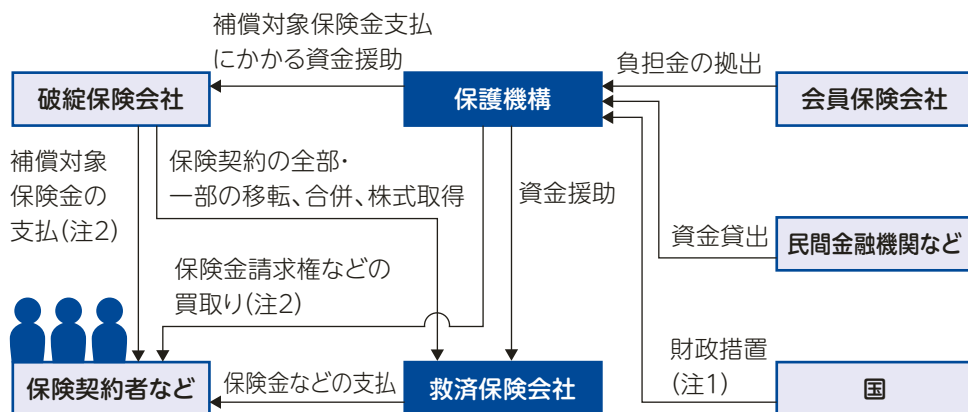 補償対象保険金支払
にかかる資金援助
負担金の拠出
破綻保険会社
保護機構
会員保険会社
補償対象
保険金の
支払(注2)
保険契約の全部・
一部の移転、合併、株式取得
資金援助
資金貸出
民間金融機関など
保険金請求権などの
買取り(注2)
財政措置
(注1)
保険契約者など
保険金などの支払
救済保険会社
国